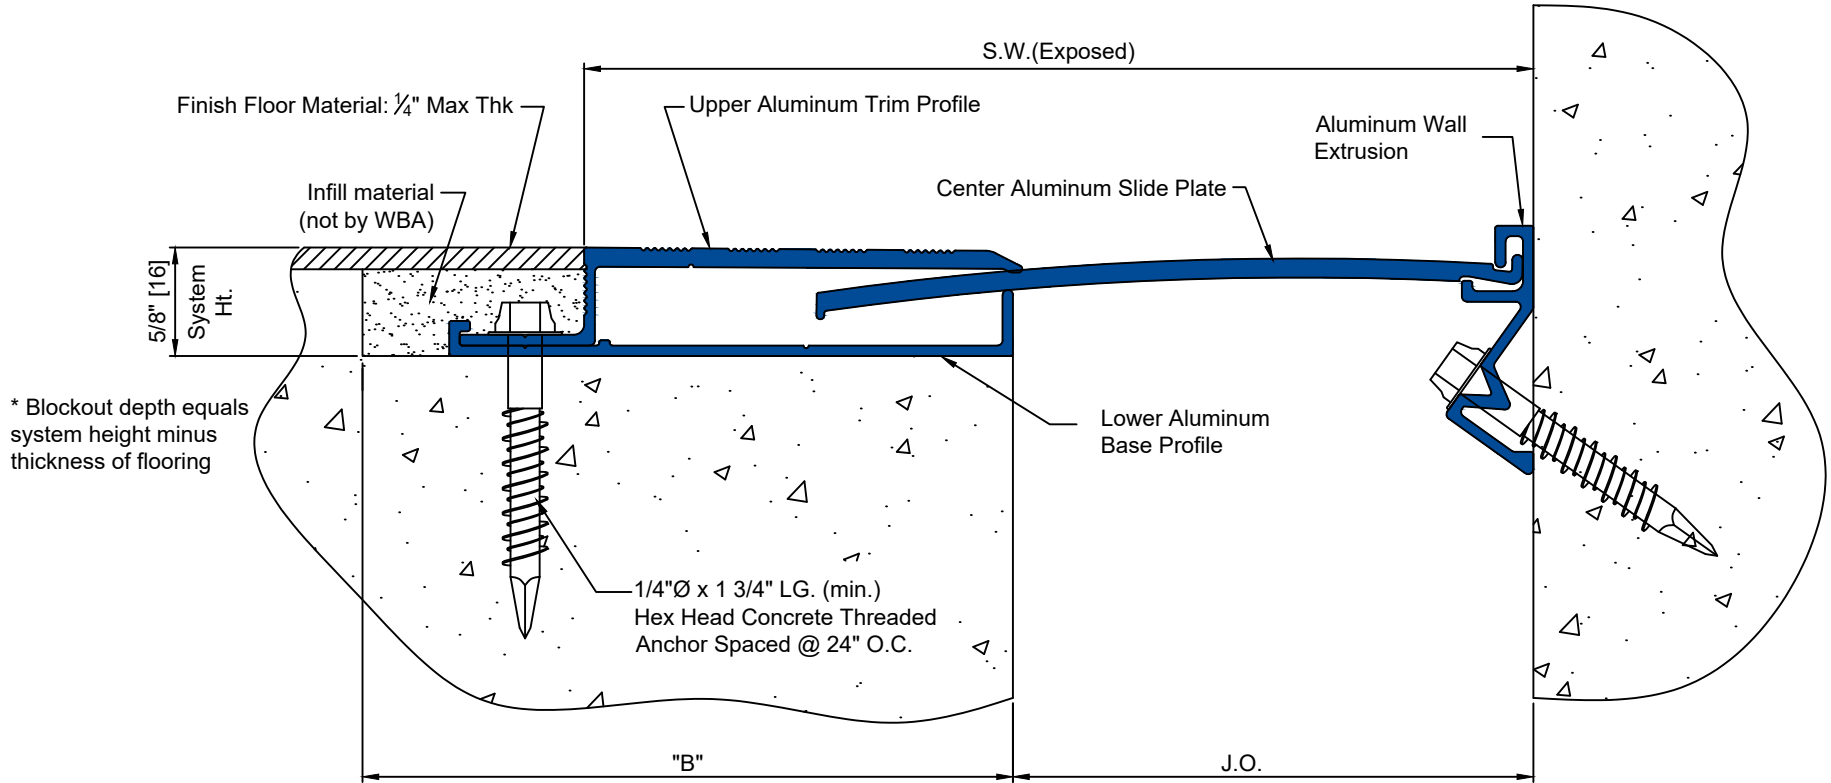 S.W.(Exposed)
Finish Floor Material: 1⁄4" Max Thk
Upper Aluminum Trim Profile
Aluminum Wall
Extrusion
Infill material
(not by WBA)
Center Aluminum Slide Plate
5/8" [16]
System
Ht.
* Blockout depth equals
system height minus
thickness of flooring
Lower Aluminum
Base Profile
1/4"Ø x 1 3/4" LG. (min.)
Hex Head Concrete Threaded
Anchor Spaced @ 24" O.C.
"B"
J.O.